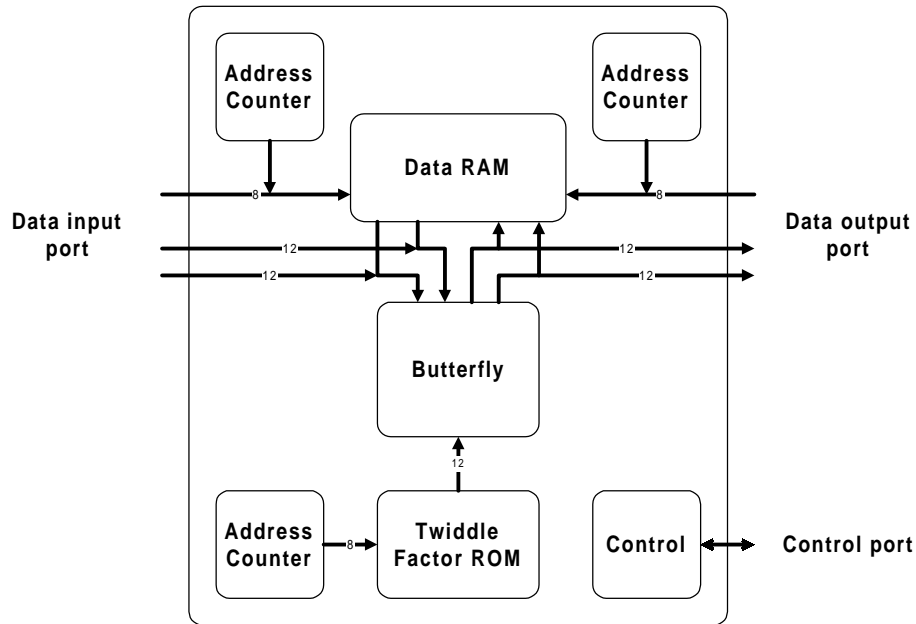 Address
Counter
Address
Counter
Data RAM
8
8
Data input
port
Data output
port
12
12
12
12
Butterfly
12
Address
Counter
8
Twiddle
Factor ROM
Control
Control port